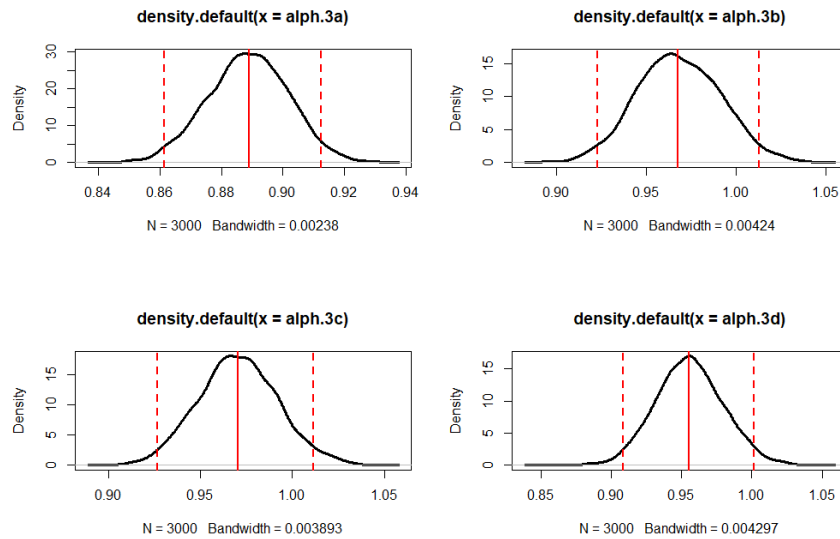 density.default(x = alph.3a)
Density
0 10 20 30
0.84 0.86 0.88 0.90 0.92 0.94
N = 3000 Bandwidth = 0.00238
density.default(x = alph.3b)
Density
0 5 10 15
0.90 0.95 1.00 1.05
N = 3000 Bandwidth = 0.00424
density.default(x = alph.3c)
Density
0 5 10 15
0.90 0.95 1.00 1.05
N = 3000 Bandwidth = 0.003893
density.default(x = alph.3d)
Density
0 5 10 15
0.85 0.90 0.95 1.00 1.05
N = 3000 Bandwidth = 0.004297